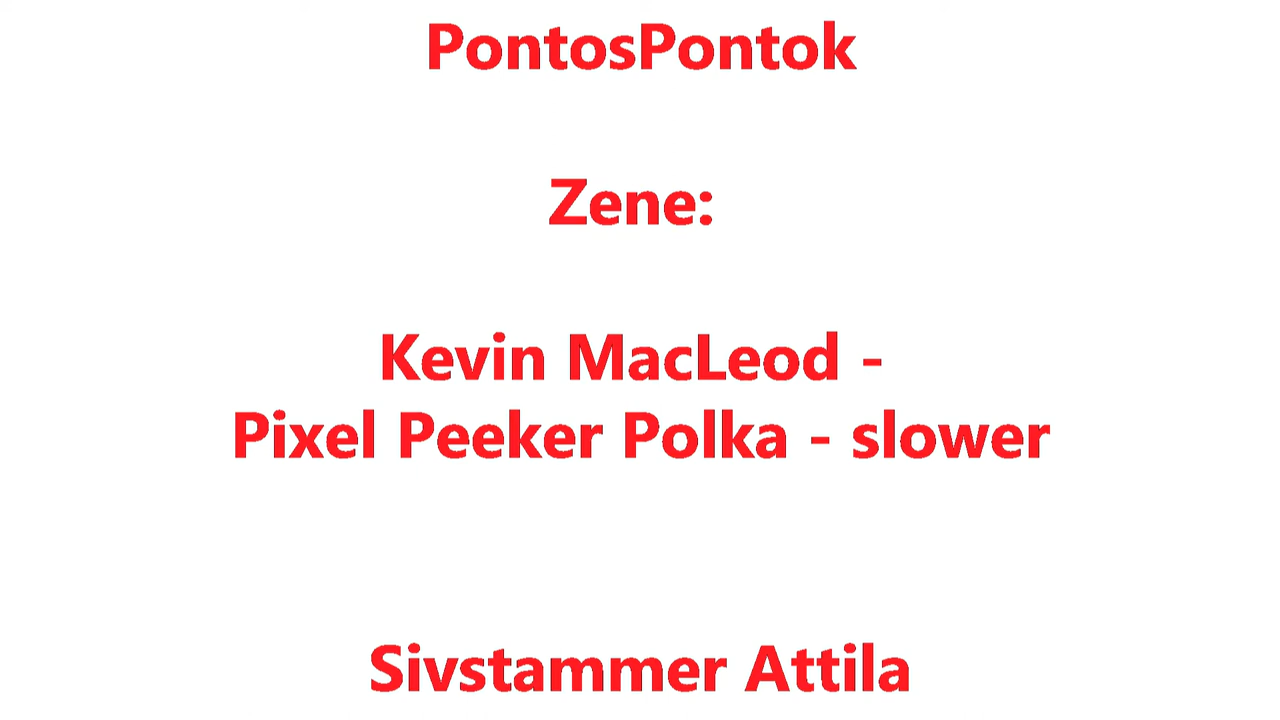 PontosPontok
Zene:
Kevin MacLeod -
Pixel Peeker Polka - slower
Sivstammer Attila